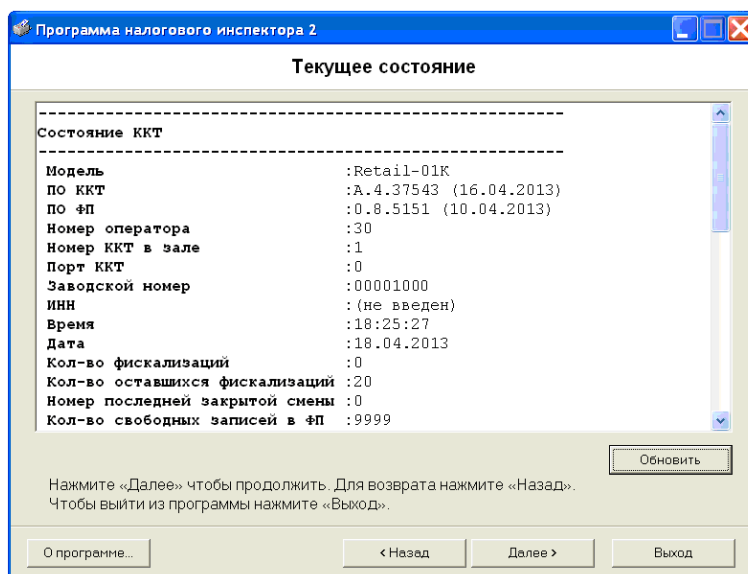 Программа налогового инспектора 2
Текущее состояние
--------------------------------------------------------
Состояние ККТ
--------------------------------------------------------
Модель :Retail-01K
ПО ККТ :A.4.37543 (16.04.2013)
ПО ФП :0.8.5151 (10.04.2013)
Номер оператора :30
Номер ККТ в зале :1
Порт ККТ :0
Заводской номер :00001000
ИНН :(не введен)
Время :18:25:27
Дата :18.04.2013
Кол-во фискализаций :0
Кол-во оставшихся фискализаций :20
Номер последней закрытой смены :0
Кол-во свободных записей в ФП :9999
Обновить
Нажмите «Далее» чтобы продолжить. Для возврата нажмите «Назад».
Чтобы выйти из программы нажмите «Выход».
О программе... < Назад Далее > Выход